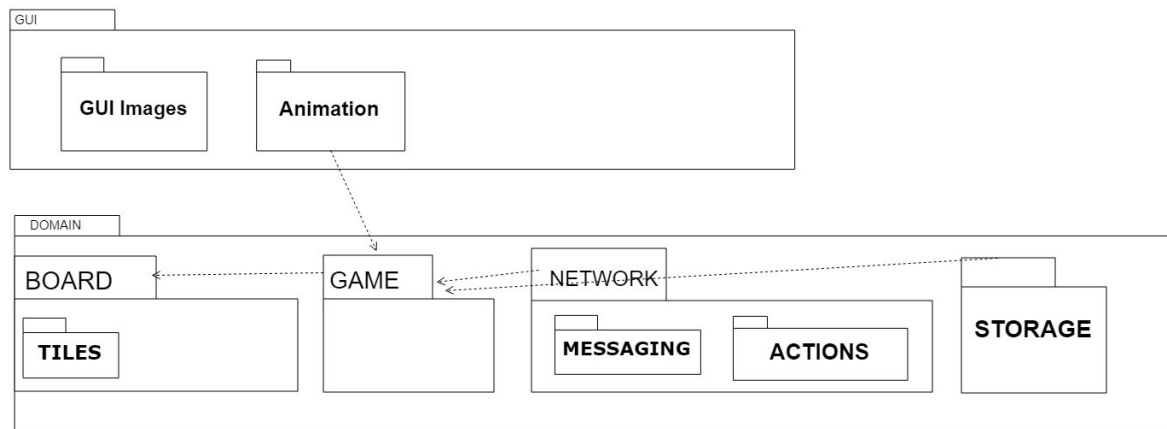 GUI
GUI Images
Animation
DOMAIN
BOARD
GAME
NETWORK
TILES
MESSAGING
ACTIONS
STORAGE